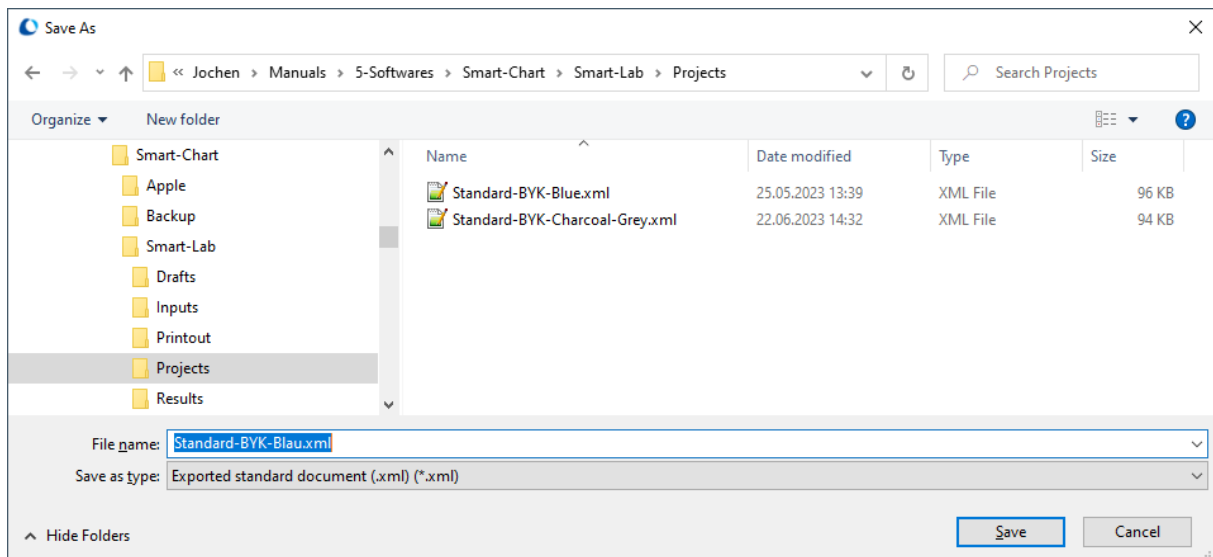 Save As
« Jochen › Manuals › 5-Softwares › Smart-Chart › Smart-Lab › Projects
Search Projects
Organize
New folder
Smart-Chart
Apple
Backup
Smart-Lab
Drafts
Inputs
Printout
Projects
Results
Name Date modified Type Size
Standard-BYK-Blue.xml 25.05.2023 13:39 XML File 96 KB
Standard-BYK-Charcoal-Grey.xml 22.06.2023 14:32 XML File 94 KB
File name: Standard-BYK-Blau.xml
Save as type: Exported standard document (.xml) (*.xml)
Hide Folders
Save
Cancel